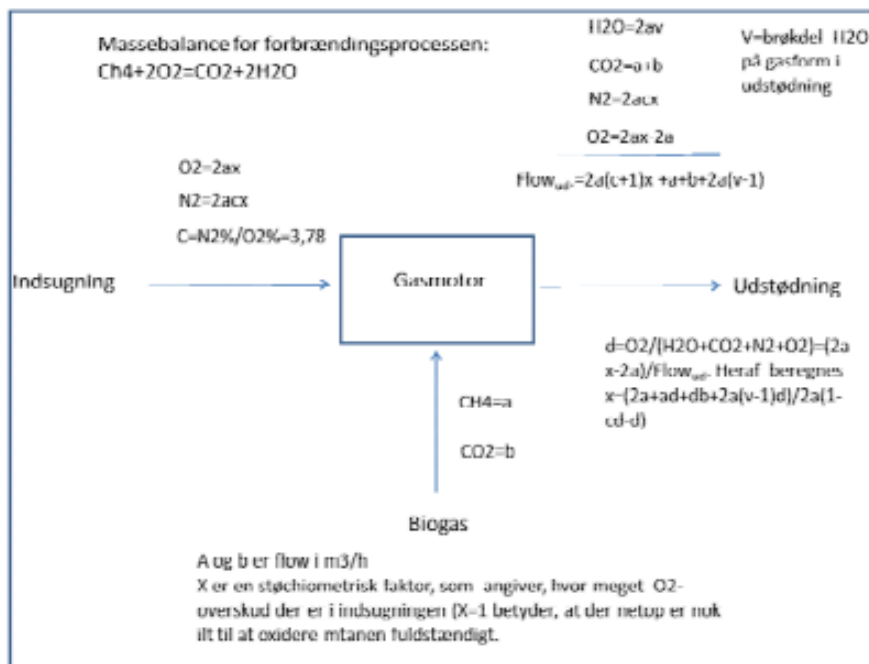 Massebalance for forbrændingsprocessen:
Ch4+2O2=CO2+2H2O
H2O=2av
CO2=a+b
N2=2acx
O2=2ax-2a
Flowud.=2a(c+1)x +a+b+2a(v-1)
V=brøkdel H2O
på gasform i
udstødning
O2=2ax
N2=2acx
C=N2%/O2%=3,78
Indsugning
Gasmotor
Udstødning
d=O2/(H2O+CO2+N2+O2)=(2a
x-2a)/Flowud. Heraf beregnes
x=(2a+ad+db+2a(v-1)d)/2a(1-
cd-d)
CH4=a
CO2=b
Biogas
A og b er flow i m3/h
X er en støchiometrisk faktor, som angiver, hvor meget O2-
overskud der er i indsugningen (X=1 betyder, at der netop er nok
ilt til at oxidere mtanen fuldstændigt.